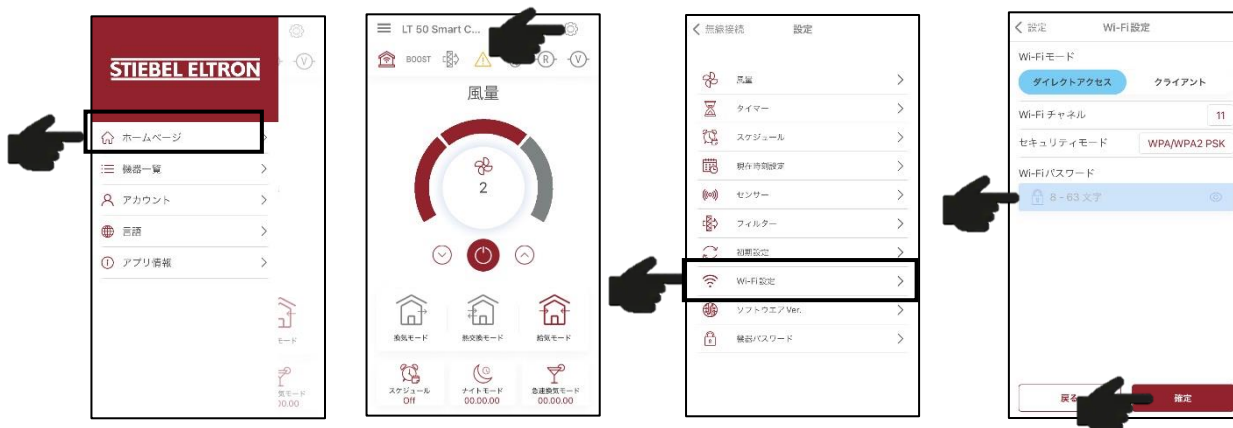 STIEBEL ELTRON
ホームページ
機器一覧
アカウント
言語
アプリ情報
モード
00.00
LT 50 Smart C...
BOOST
R
V
風量
2
換気モード
熱交換モード
給気モード
スケジュール
Off
ナイトモード
00.00.00
急速換気モード
00.00.00
無線接続
設定
風量
タイマー
スケジュール
現在時刻設定
センサー
フィルター
初期設定
Wi-Fi設定
ソフトウエア Ver.
機器パスワード
設定
Wi-Fi設定
Wi-Fiモード
ダイレクトアクセス
クライアント
Wi-Fi チャネル
11
セキュリティモード
WPA/WPA2 PSK
Wi-Fiパスワード
8 – 63 文字
戻る
確定